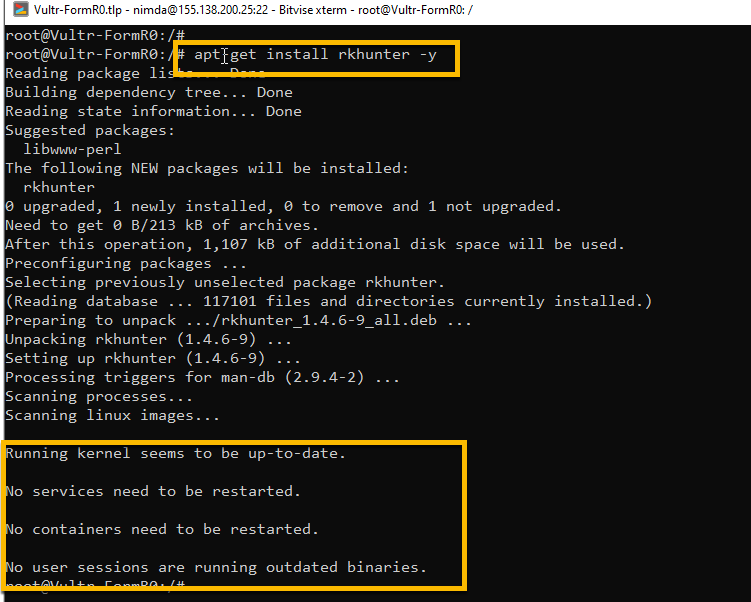 Vultr-FormR0.tlp - nimda@155.138.200.25:22 - Bitvise xterm - root@Vultr-FormR0: /
root@Vultr-FormR0:/#
root@Vultr-FormR0:/# apt-get install rkhunter -y
Reading package lists... Done
Building dependency tree... Done
Reading state information... Done
Suggested packages:
libwww-perl
The following NEW packages will be installed:
rkhunter
0 upgraded, 1 newly installed, 0 to remove and 1 not upgraded.
Need to get 0 B/213 kB of archives.
After this operation, 1,107 kB of additional disk space will be used.
Preconfiguring packages ...
Selecting previously unselected package rkhunter.
(Reading database ... 117101 files and directories currently installed.)
Preparing to unpack .../rkhunter_1.4.6-9_all.deb ...
Unpacking rkhunter (1.4.6-9) ...
Setting up rkhunter (1.4.6-9) ...
Processing triggers for man-db (2.9.4-2) ...
Scanning processes...
Scanning linux images...
Running kernel seems to be up-to-date.
No services need to be restarted.
No containers need to be restarted.
No user sessions are running outdated binaries.
root@Vultr-FormR0:/#